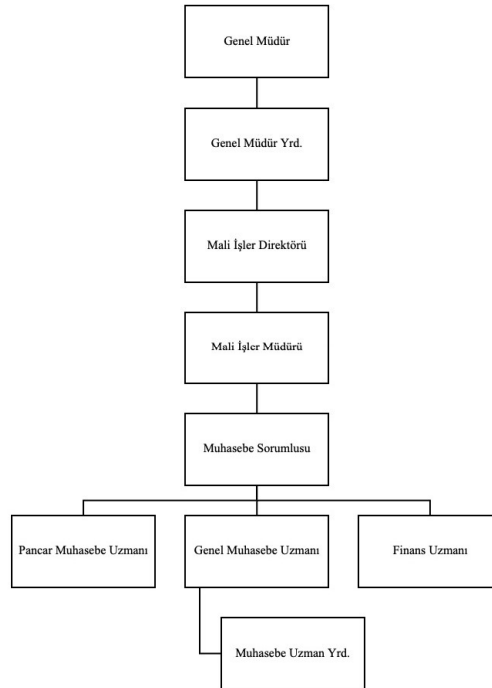 Genel Müdür
Genel Müdür Yrd.
Mali İşler Direktörü
Mali İşler Müdürü
Muhasebe Sorumlusu
Pancar Muhasebe Uzmanı
Genel Muhasebe Uzmanı
Finans Uzmanı
Muhasebe Uzman Yrd.